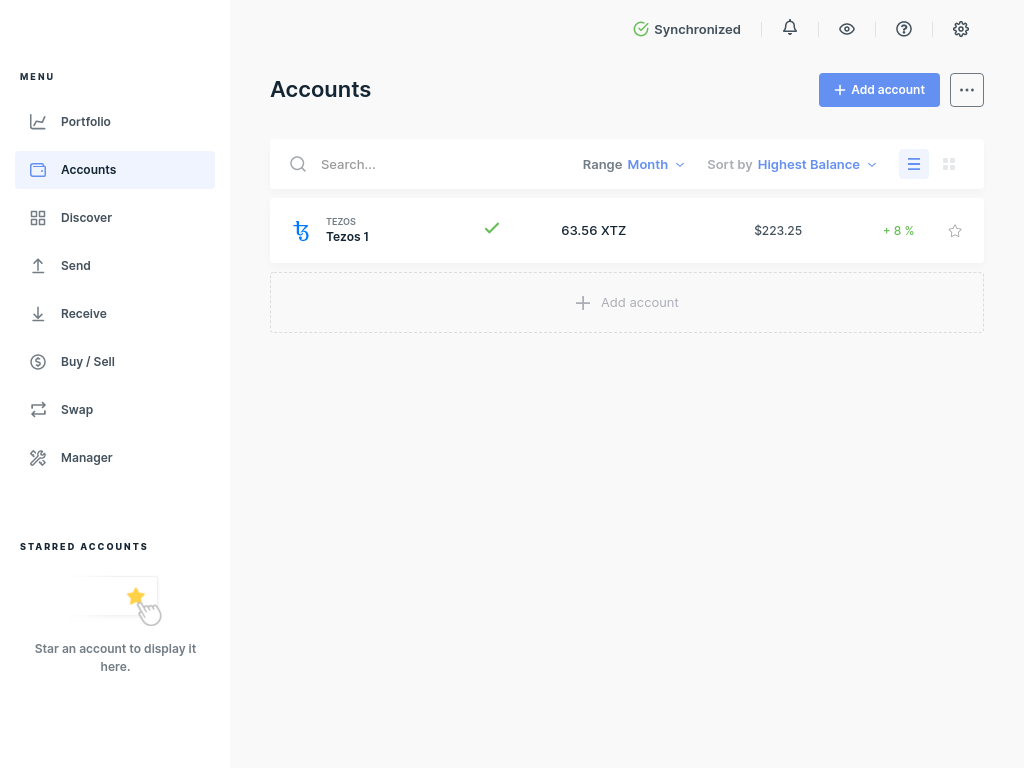 Synchronized
MENU
Portfolio
Accounts
Discover
Send
Receive
Buy / Sell
Swap
Manager
STARRED ACCOUNTS
Star an account to display it
here.
Accounts
Add account
Search...
Range Month
Sort by Highest Balance
TEZOS
Tezos 1
63.56 XTZ
$223.25
+ 8 %
Add account